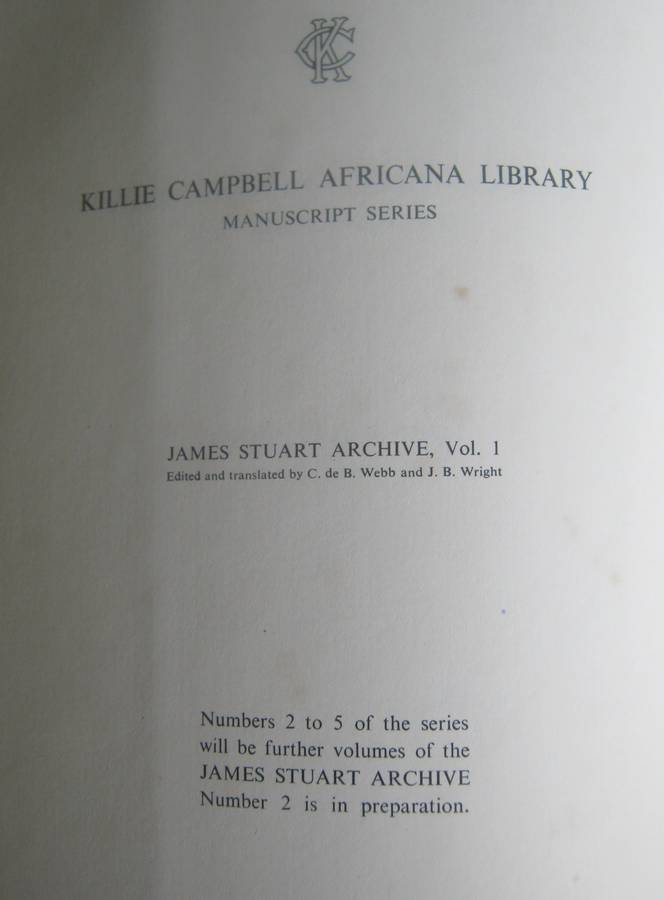 KILLIE CAMPBELL AFRICANA LIBRARY
MANUSCRIPT SERIES
JAMES STUART ARCHIVE, Vol. 1
Edited and translated by C. de B. Webb and J. B. Wright
Numbers 2 to 5 of the series
will be further volumes of the
JAMES STUART ARCHIVE
Number 2 is in preparation.